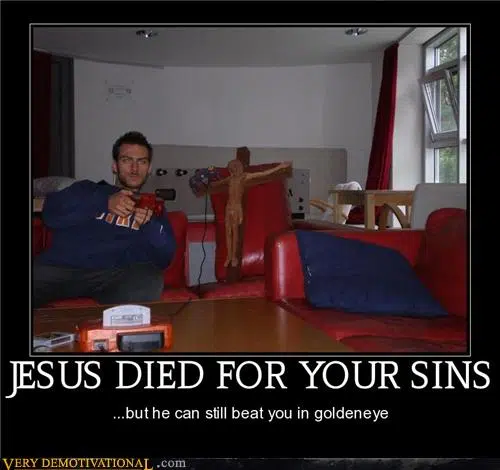 JESUS DIED FOR YOUR SINS
...but he can still beat you in goldeneye
VERY DEMOTIVATIONAL.com